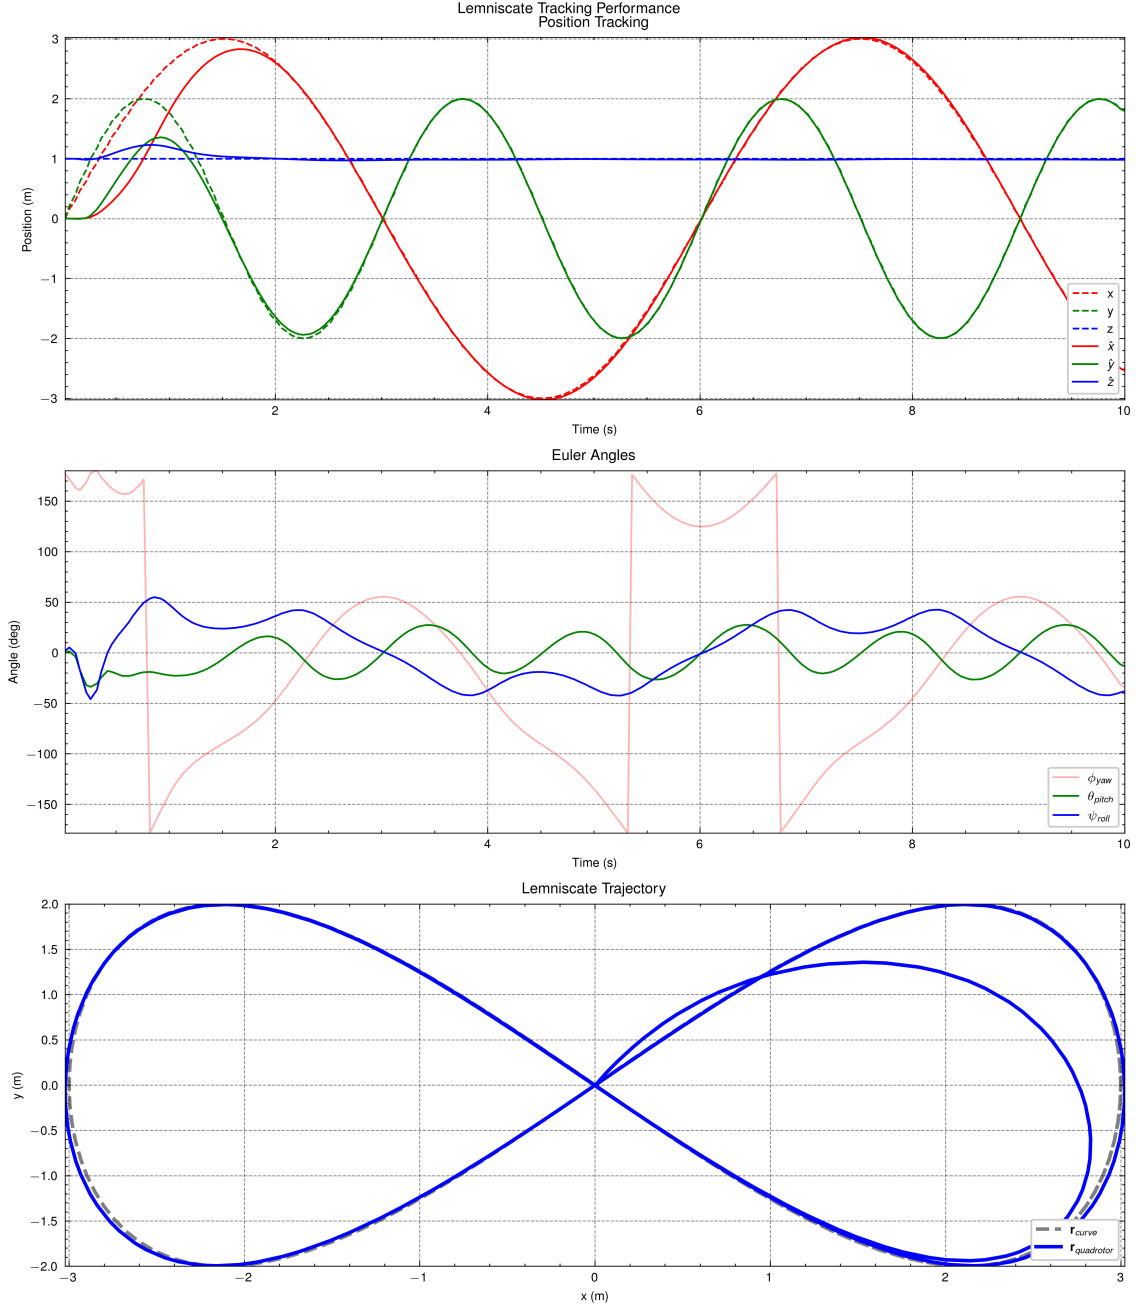 Lemniscate Tracking Performance
Position Tracking
3
2
1
0
−1
−2
−3
Position (m)
2
4
6
8
10
Time (s)
x
y
z
x̂
ŷ
ẑ
Euler Angles
150
100
50
0
−50
−100
−150
Angle (deg)
2
4
6
8
10
Time (s)
ϕyaw
θpitch
ψroll
Lemniscate Trajectory
2.0
1.5
1.0
0.5
0.0
−0.5
−1.0
−1.5
−2.0
y (m)
−3
−2
−1
0
1
2
3
x (m)
rcurve
rquadrotor